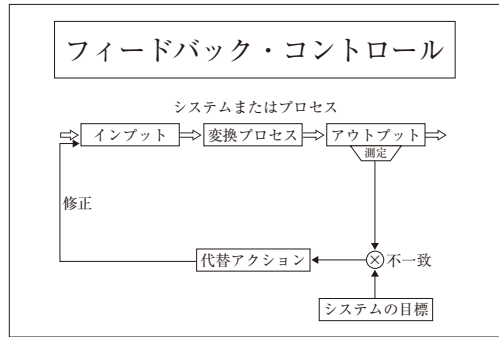 フィードバック・コントロール
システムまたはプロセス
インプット
変換プロセス
アウトプット
測定
修正
代替アクション
不一致
システムの目標